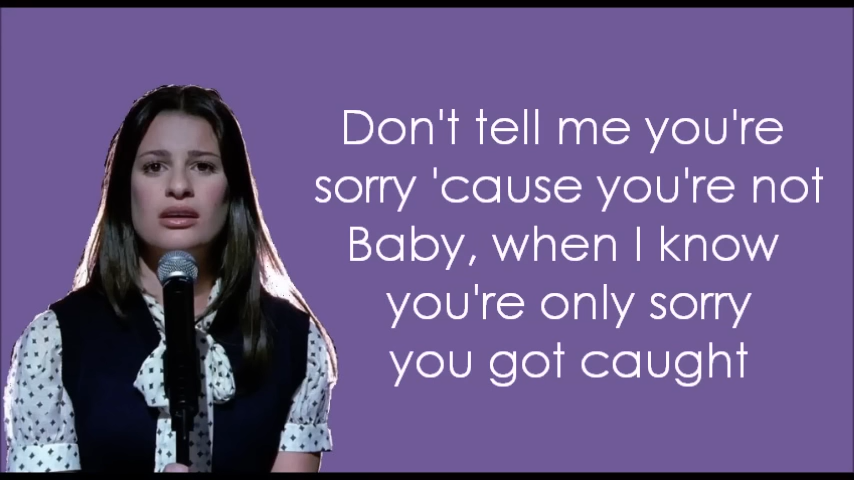 Don't tell me you're
sorry 'cause you're not
Baby, when I know
you're only sorry
you got caught